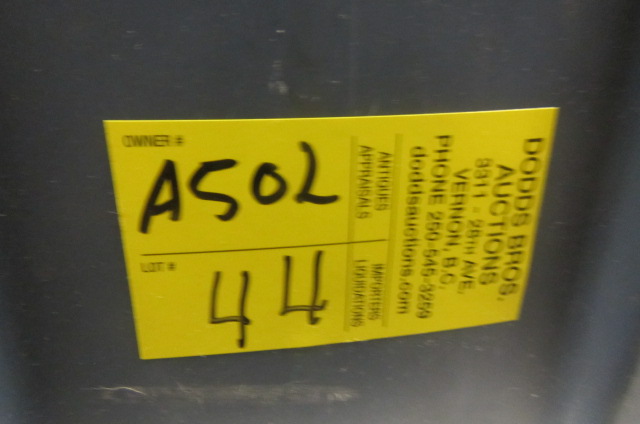 OWNER #
A502
LOT #
44
ANTIQUES
APPRAISALS
IMPORTERS
LIQUIDATIONS
DODDS BROS.
AUCTIONS
3311 - 28TH AVE.
VERNON, B.C.
PHONE 250-545-3259
doddsauctions.com